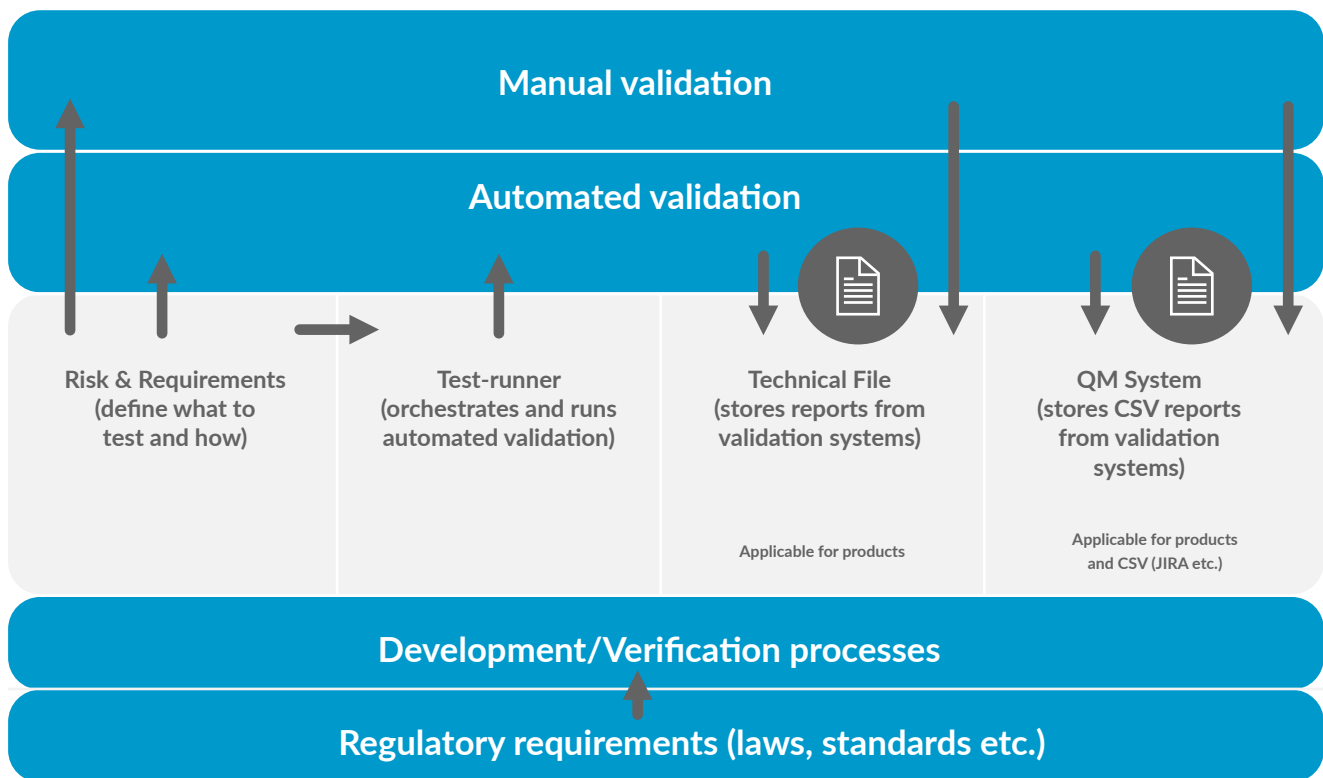 Manual validation
Automated validation
Risk & Requirements
(define what to
test and how)
Test-runner
(orchestrates and runs
automated validation)
Technical File
(stores reports from
validation systems)
Applicable for products
QM System
(stores CSV reports
from validation
systems)
Applicable for products
and CSV (JIRA etc.)
Development/Verification processes
Regulatory requirements (laws, standards etc.)